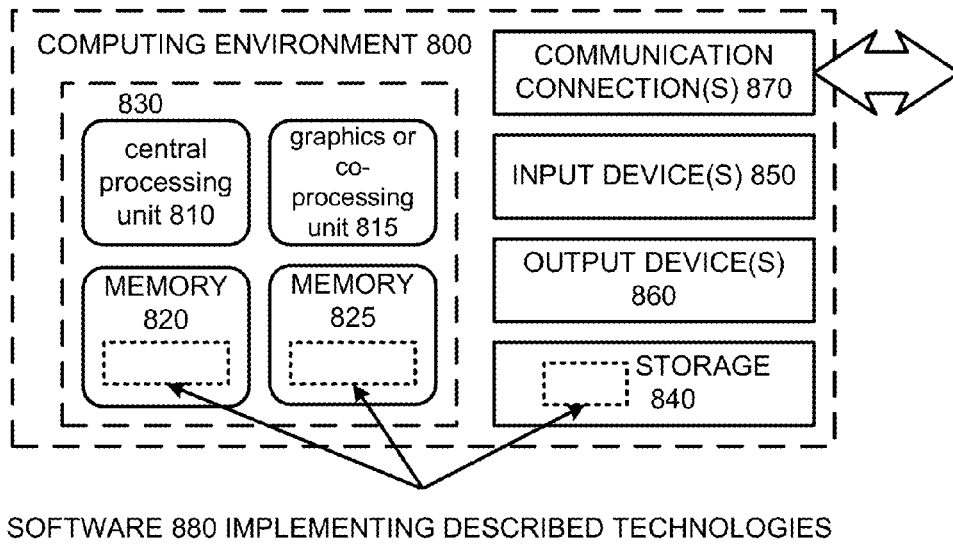 COMPUTING ENVIRONMENT 800
COMMUNICATION
CONNECTION(S) 870
830
central
processing
unit 810
graphics or
co-
processing
unit 815
INPUT DEVICE(S) 850
OUTPUT DEVICE(S)
860
MEMORY
820
MEMORY
825
STORAGE
840
SOFTWARE 880 IMPLEMENTING DESCRIBED TECHNOLOGIES